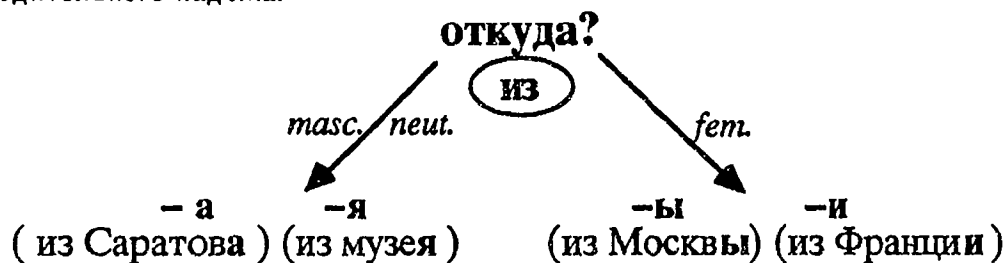 откуда?
из
masc. neut. fem.
– а –я –ы –и
( из Саратова ) (из музея ) (из Москвы) (из Франции )